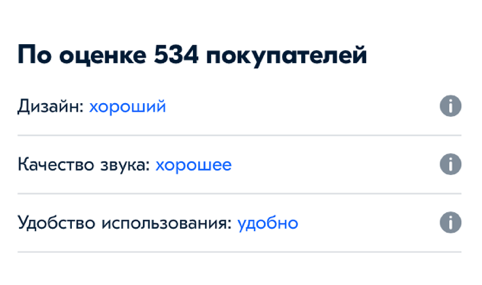 По оценке 534 покупателей
Дизайн: хороший
Качество звука: хорошее
Удобство использования: удобно